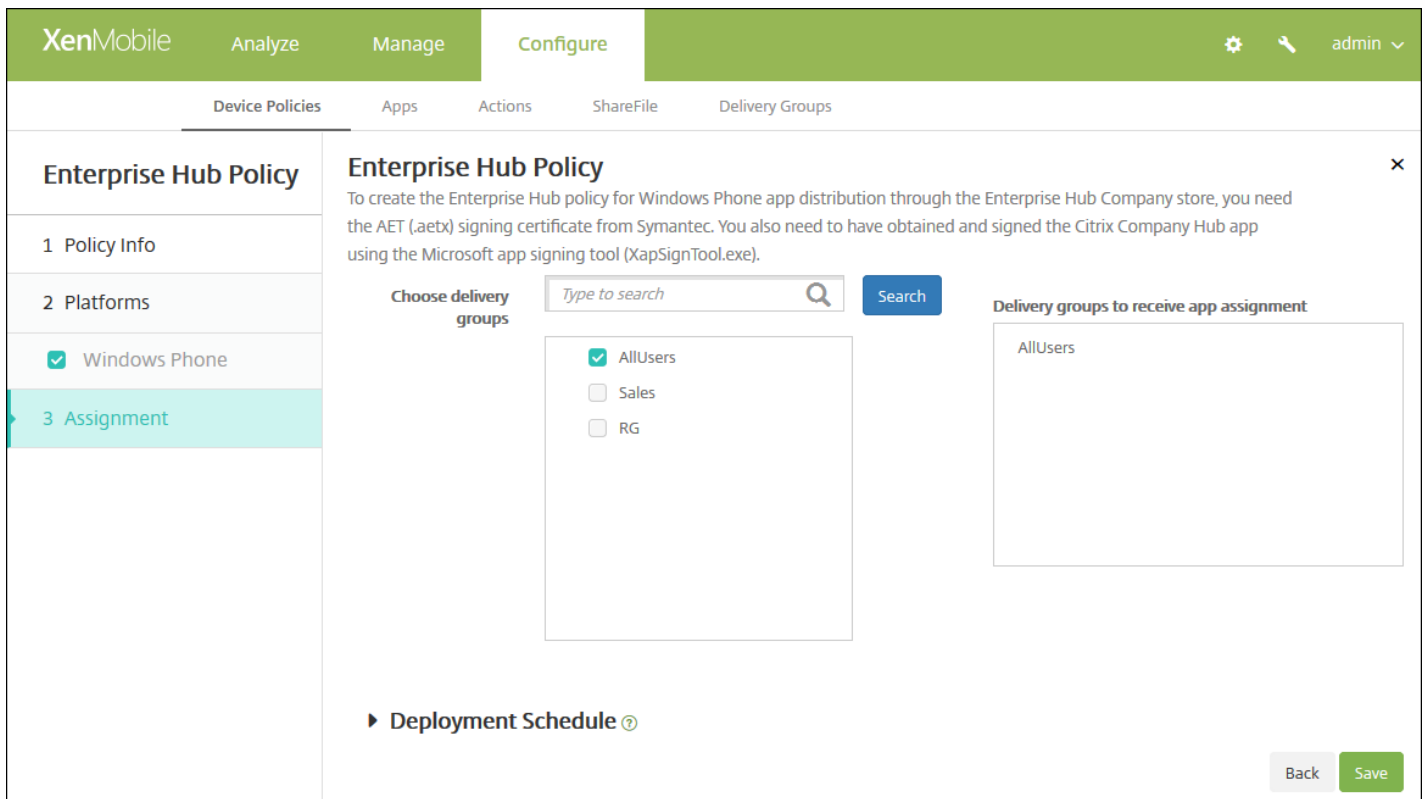 XenMobile Analyze Manage Configure admin
Device Policies Apps Actions ShareFile Delivery Groups
Enterprise Hub Policy
1 Policy Info
2 Platforms
Windows Phone
3 Assignment
Enterprise Hub Policy
To create the Enterprise Hub policy for Windows Phone app distribution through the Enterprise Hub Company store, you need
the AET (.aetx) signing certificate from Symantec. You also need to have obtained and signed the Citrix Company Hub app
using the Microsoft app signing tool (XapSignTool.exe).
Choose delivery
groups
Type to search
Search
AllUsers
Sales
RG
Delivery groups to receive app assignment
AllUsers
Deployment Schedule ?
Back Save